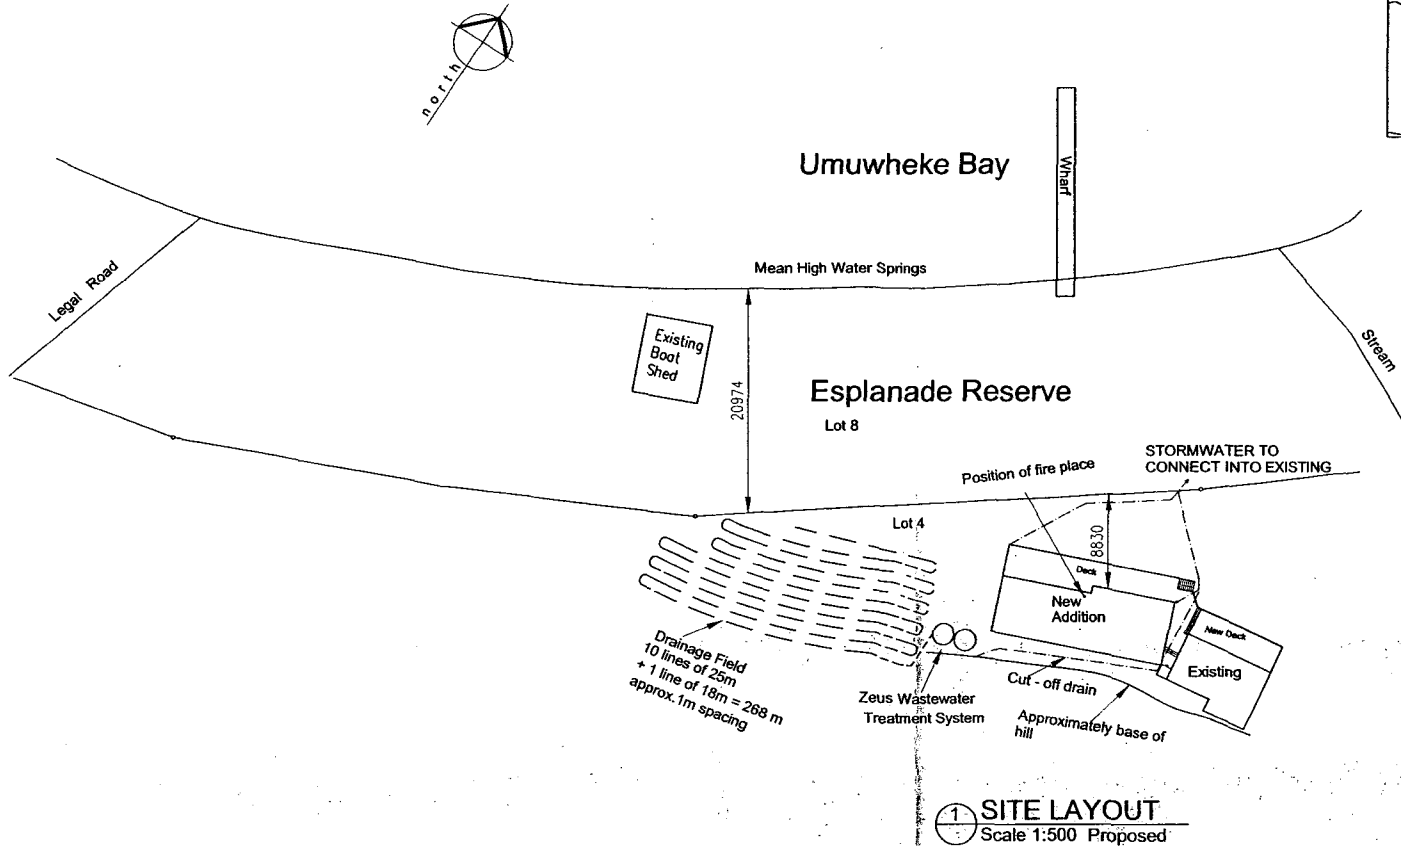 north
Umuwheke Bay
Wharf
Mean High Water Springs
Legal Road
Existing
Boat
Shed
20974
Esplanade Reserve
Lot 8
Stream
STORMWATER TO
CONNECT INTO EXISTING
Position of fire place
Lot 4
8830
Deck
New
Addition
New Deck
Existing
Drainage Field
10 lines of 25m
+ 1 line of 18m = 268 m
approx.1m spacing
Zeus Wastewater
Treatment System
Cut - off drain
Approximately base of
hill
1 SITE LAYOUT
Scale 1:500 Proposed